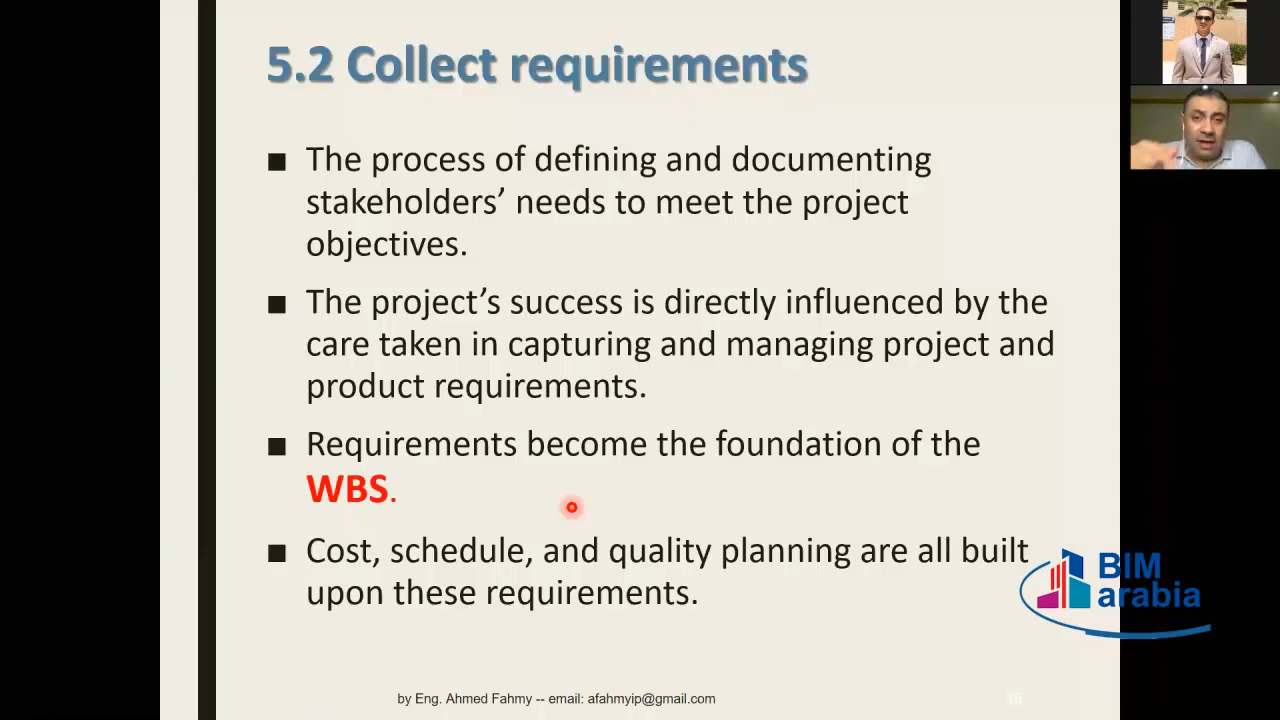 5.2 Collect requirements
■ The process of defining and documenting
stakeholders’ needs to meet the project
objectives.
■ The project’s success is directly influenced by the
care taken in capturing and managing project and
product requirements.
■ Requirements become the foundation of the
WBS.
■ Cost, schedule, and quality planning are all built
upon these requirements.
BIM
arabia
by Eng. Ahmed Fahmy -- email: afahmyip@gmail.com